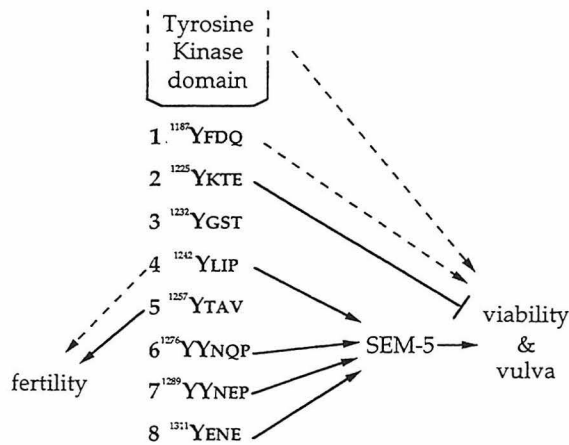 Tyrosine
Kinase
domain
1 ¹¹⁸⁷YFDQ
2 ¹²²⁵YKTE
3 ¹²³²YGST
4 ¹²⁴²YLIP
5 ¹²⁵⁷YTAV
6 ¹²⁷⁶YYNQP
7 ¹²⁸⁹YYNEP
8 ¹³¹¹YENE
fertility
SEM-5
viability
&
vulva